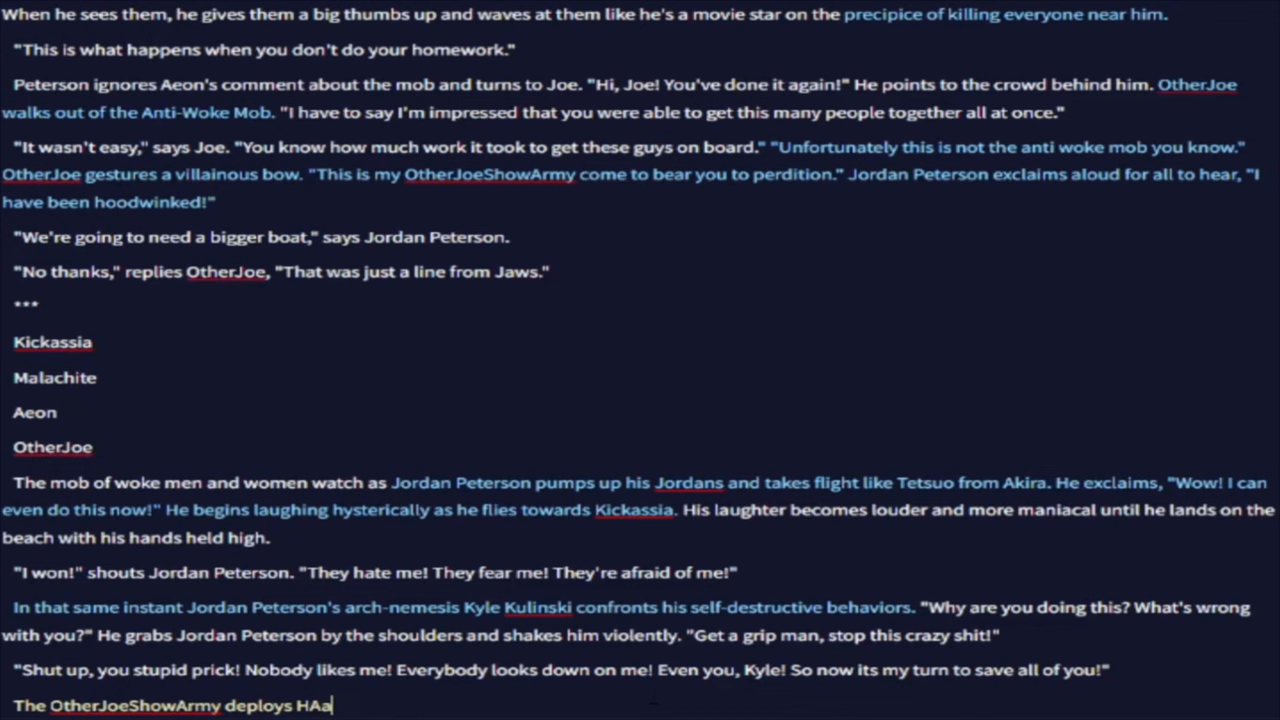 When he sees them, he gives them a big thumbs up and waves at them like he's a movie star on the precipice of killing everyone near him.
"This is what happens when you don't do your homework."
Peterson ignores Aeon's comment about the mob and turns to Joe. "Hi, Joe! You've done it again!" He points to the crowd behind him. OtherJoe
walks out of the Anti-Woke Mob. "I have to say I'm impressed that you were able to get this many people together all at once."
"It wasn't easy," says Joe. "You know how much work it took to get these guys on board." "Unfortunately this is not the anti woke mob you know."
OtherJoe gestures a villainous bow. "This is my OtherJoeShowArmy come to bear you to perdition." Jordan Peterson exclaims aloud for all to hear, "I
have been hoodwinked!"
"We're going to need a bigger boat," says Jordan Peterson.
"No thanks," replies OtherJoe, "That was just a line from Jaws."
***
Kickassia
Malachite
Aeon
OtherJoe
The mob of woke men and women watch as Jordan Peterson pumps up his Jordans and takes flight like Tetsuo from Akira. He exclaims, "Wow! I can
even do this now!" He begins laughing hysterically as he flies towards Kickassia. His laughter becomes louder and more maniacal until he lands on the
beach with his hands held high.
"I won!" shouts Jordan Peterson. "They hate me! They fear me! They're afraid of me!"
In that same instant Jordan Peterson's arch-nemesis Kyle Kulinski confronts his self-destructive behaviors. "Why are you doing this? What's wrong
with you?" He grabs Jordan Peterson by the shoulders and shakes him violently. "Get a grip man, stop this crazy shit!"
"Shut up, you stupid prick! Nobody likes me! Everybody looks down on me! Even you, Kyle! So now its my turn to save all of you!"
The OtherJoeShowArmy deploys HAa